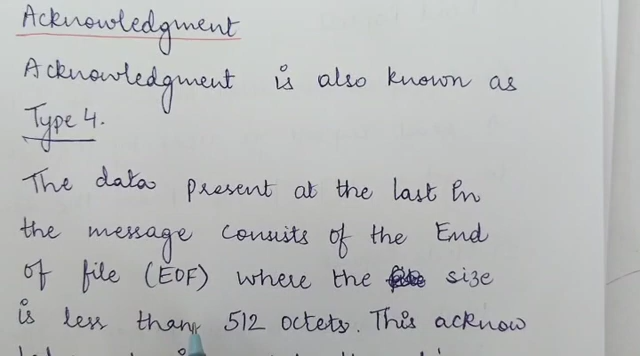 Acknowledgment
Acknowledgment is also known as
Type 4.
The data present at the last in
the message consists of the End
of file (EOF) where the size
is less than 512 octets. This acknow